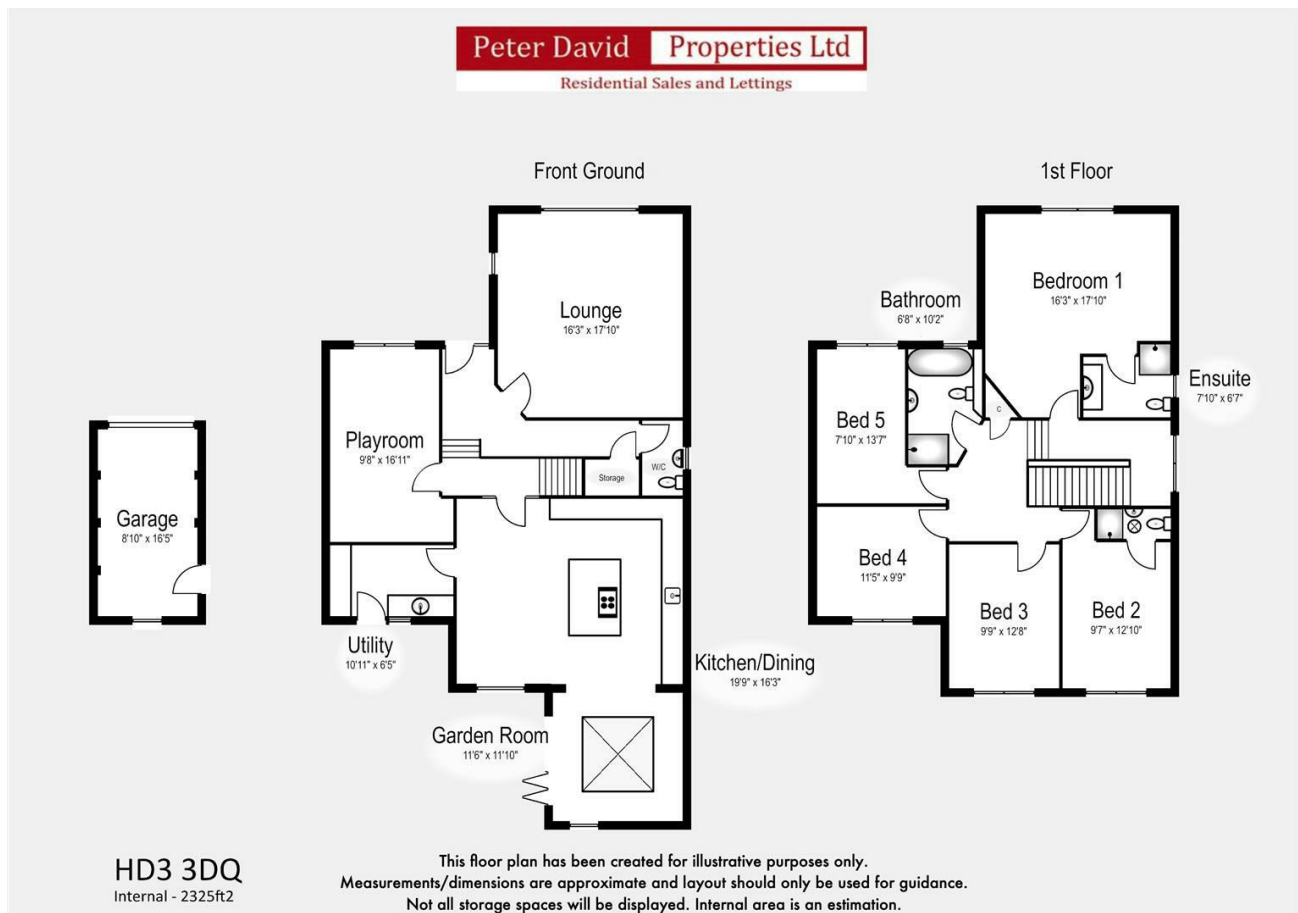 Peter David Properties Ltd
Residential Sales and Lettings
Front Ground
1st Floor
Lounge
16'3" x 17'10"
Bedroom 1
16'3" x 17'10"
Bathroom
6'8" x 10'2"
Ensuite
7'10" x 6'7"
Playroom
9'8" x 16'11"
Bed 5
7'10" x 13'7"
C
W/C
Storage
Garage
8'10" x 16'5"
Bed 4
11'5" x 9'9"
Bed 3
9'9" x 12'8"
Bed 2
9'7" x 12'10"
Utility
10'11" x 6'5"
Kitchen/Dining
19'9" x 16'3"
Garden Room
11'6" x 11'10"
HD3 3DQ
Internal - 2325ft2
This floor plan has been created for illustrative purposes only.
Measurements/dimensions are approximate and layout should only be used for guidance.
Not all storage spaces will be displayed. Internal area is an estimation.